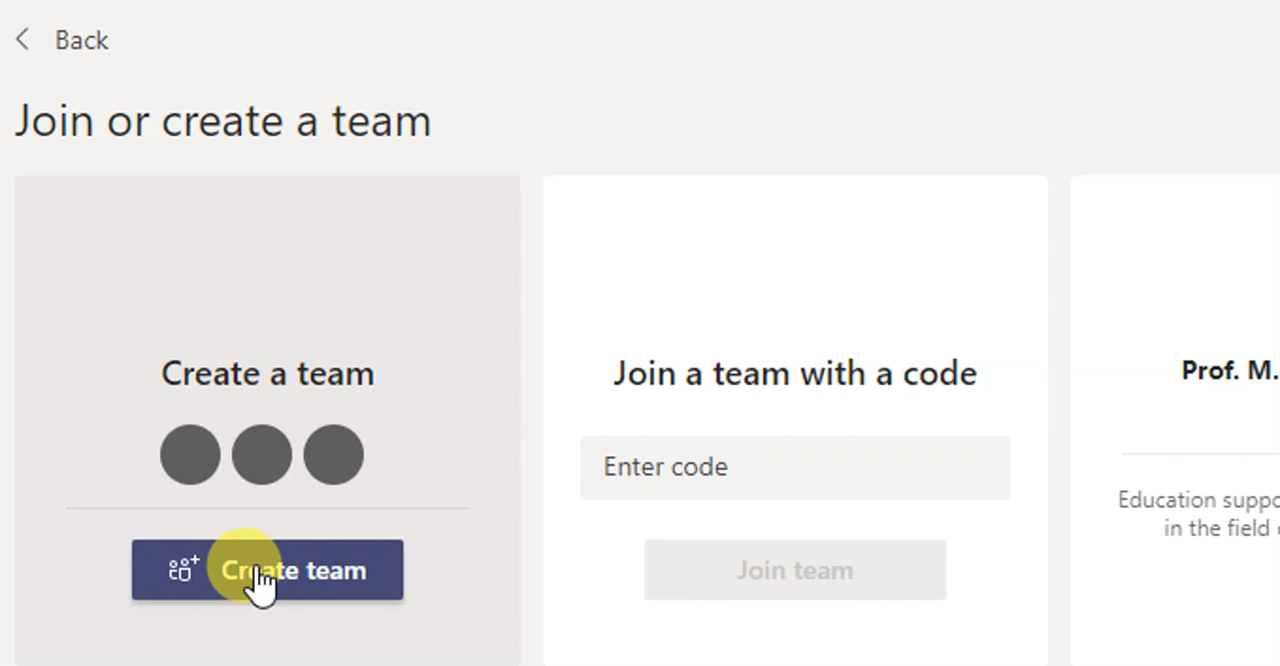 Back
Join or create a team
Create a team
Create team
Join a team with a code
Enter code
Join team
Prof. M.
Education suppo
in the field